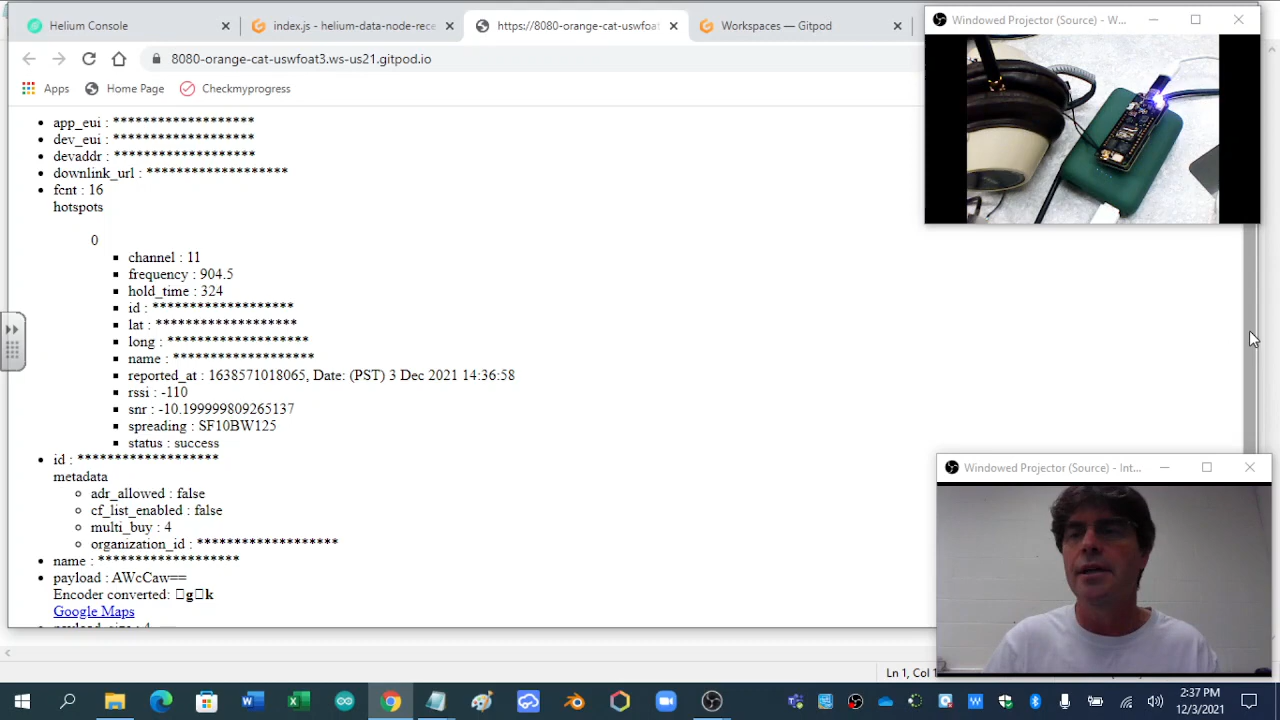 Helium Console
index.js - helium-data-node-rece
https://8080-orange-cat-uswfoat
Workspaces — Gitpod
Windowed Projector (Source) - W...
8080-orange-cat-uswfoat3.ws-us21.gitpod.io
Apps
Home Page
Checkmyprogress
app_eui : *******************
dev_eui : *******************
devaddr : *******************
downlink_url : *******************
fcnt : 16
hotspots
0
channel : 11
frequency : 904.5
hold_time : 324
id : *******************
lat : *******************
long : *******************
name : *******************
reported_at : 1638571018065, Date: (PST) 3 Dec 2021 14:36:58
rssi : -110
snr : -10.199999809265137
spreading : SF10BW125
status : success
id : *******************
metadata
adr_allowed : false
cf_list_enabled : false
multi_buy : 4
organization_id : *******************
name : *******************
payload : AWcCaw==
Encoder converted: □g□k
Google Maps
payload_size : 4
Windowed Projector (Source) - Int...
Ln 1, Col 1
2:37 PM
12/3/2021